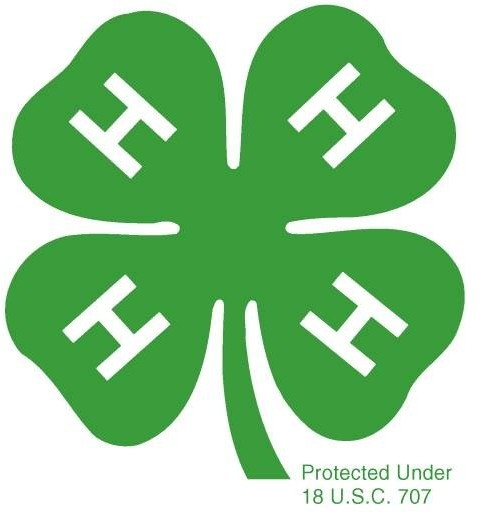 H H
H H
Protected Under
18 U.S.C. 707